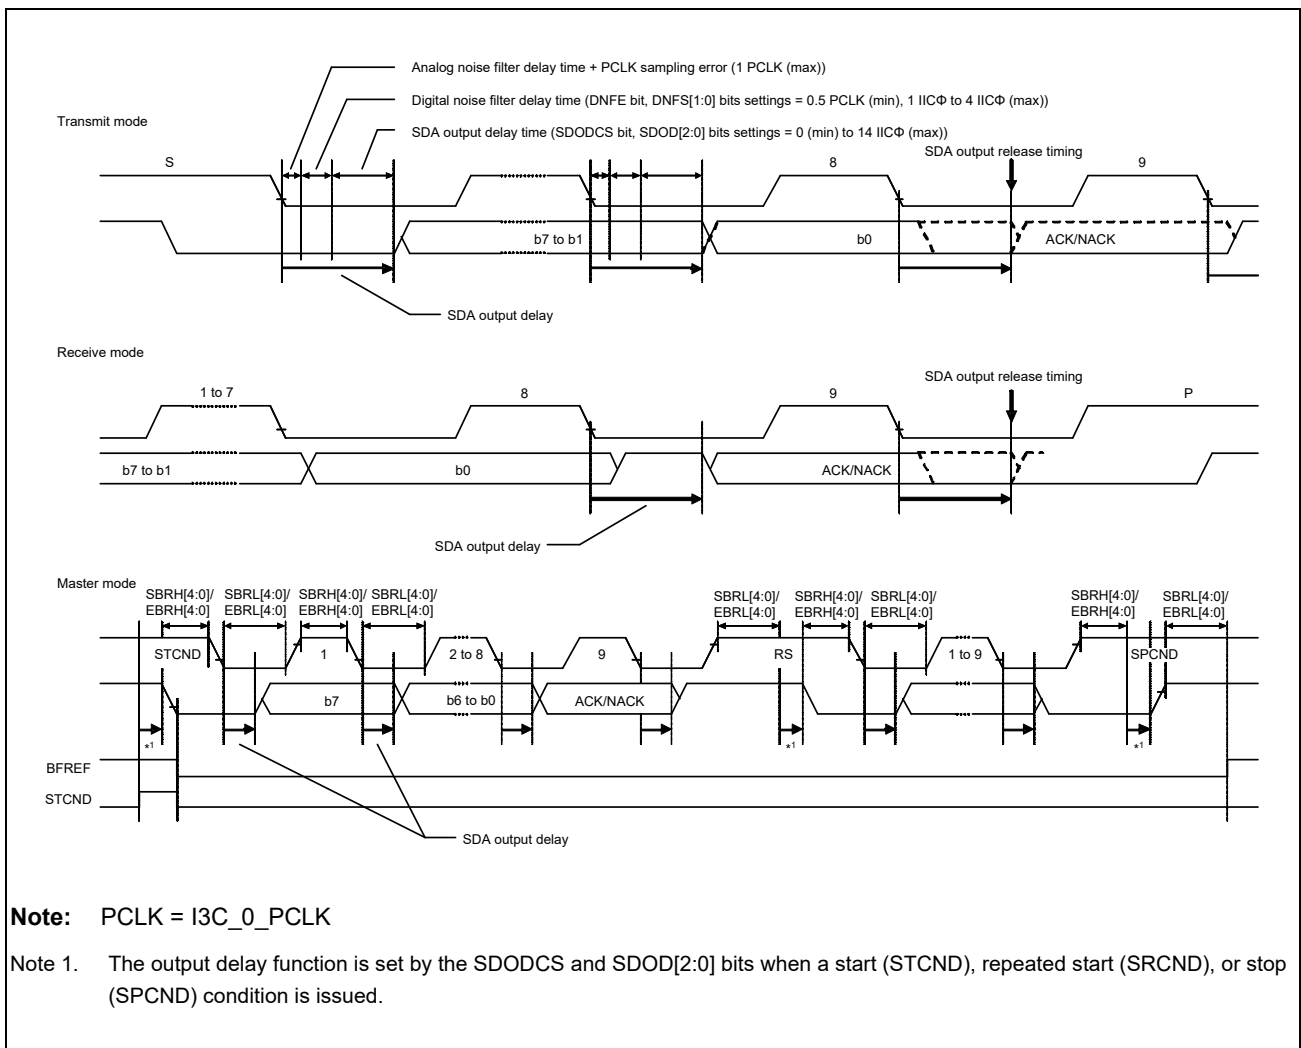 Analog noise filter delay time + PCLK sampling error (1 PCLK (max))
Digital noise filter delay time (DNFE bit, DNFS[1:0] bits settings = 0.5 PCLK (min), 1 IICΦ to 4 IICΦ (max))
Transmit mode
SDA output delay time (SDODCS bit, SDOD[2:0] bits settings = 0 (min) to 14 IICΦ (max))
SDA output release timing
S
8
9
b7 to b1
b0
ACK/NACK
SDA output delay
Receive mode
SDA output release timing
1 to 7
8
9
P
b7 to b1
b0
ACK/NACK
SDA output delay
Master mode
SBRH[4:0]/ SBRL[4:0]/ SBRH[4:0]/ SBRL[4:0]/ SBRL[4:0]/ SBRH[4:0]/ SBRL[4:0]/ SBRH[4:0]/ SBRL[4:0]/
EBRH[4:0] EBRL[4:0] EBRH[4:0] EBRL[4:0] EBRL[4:0] EBRH[4:0] EBRL[4:0] EBRH[4:0] EBRL[4:0]
STCND 1 2 to 8 9 RS 1 to 9 SPCND
b7 b6 to b0 ACK/NACK
*1 *1 *1
BFREF
STCND
SDA output delay
Note: PCLK = I3C_0_PCLK
Note 1. The output delay function is set by the SDODCS and SDOD[2:0] bits when a start (STCND), repeated start (SRCND), or stop
(SPCND) condition is issued.